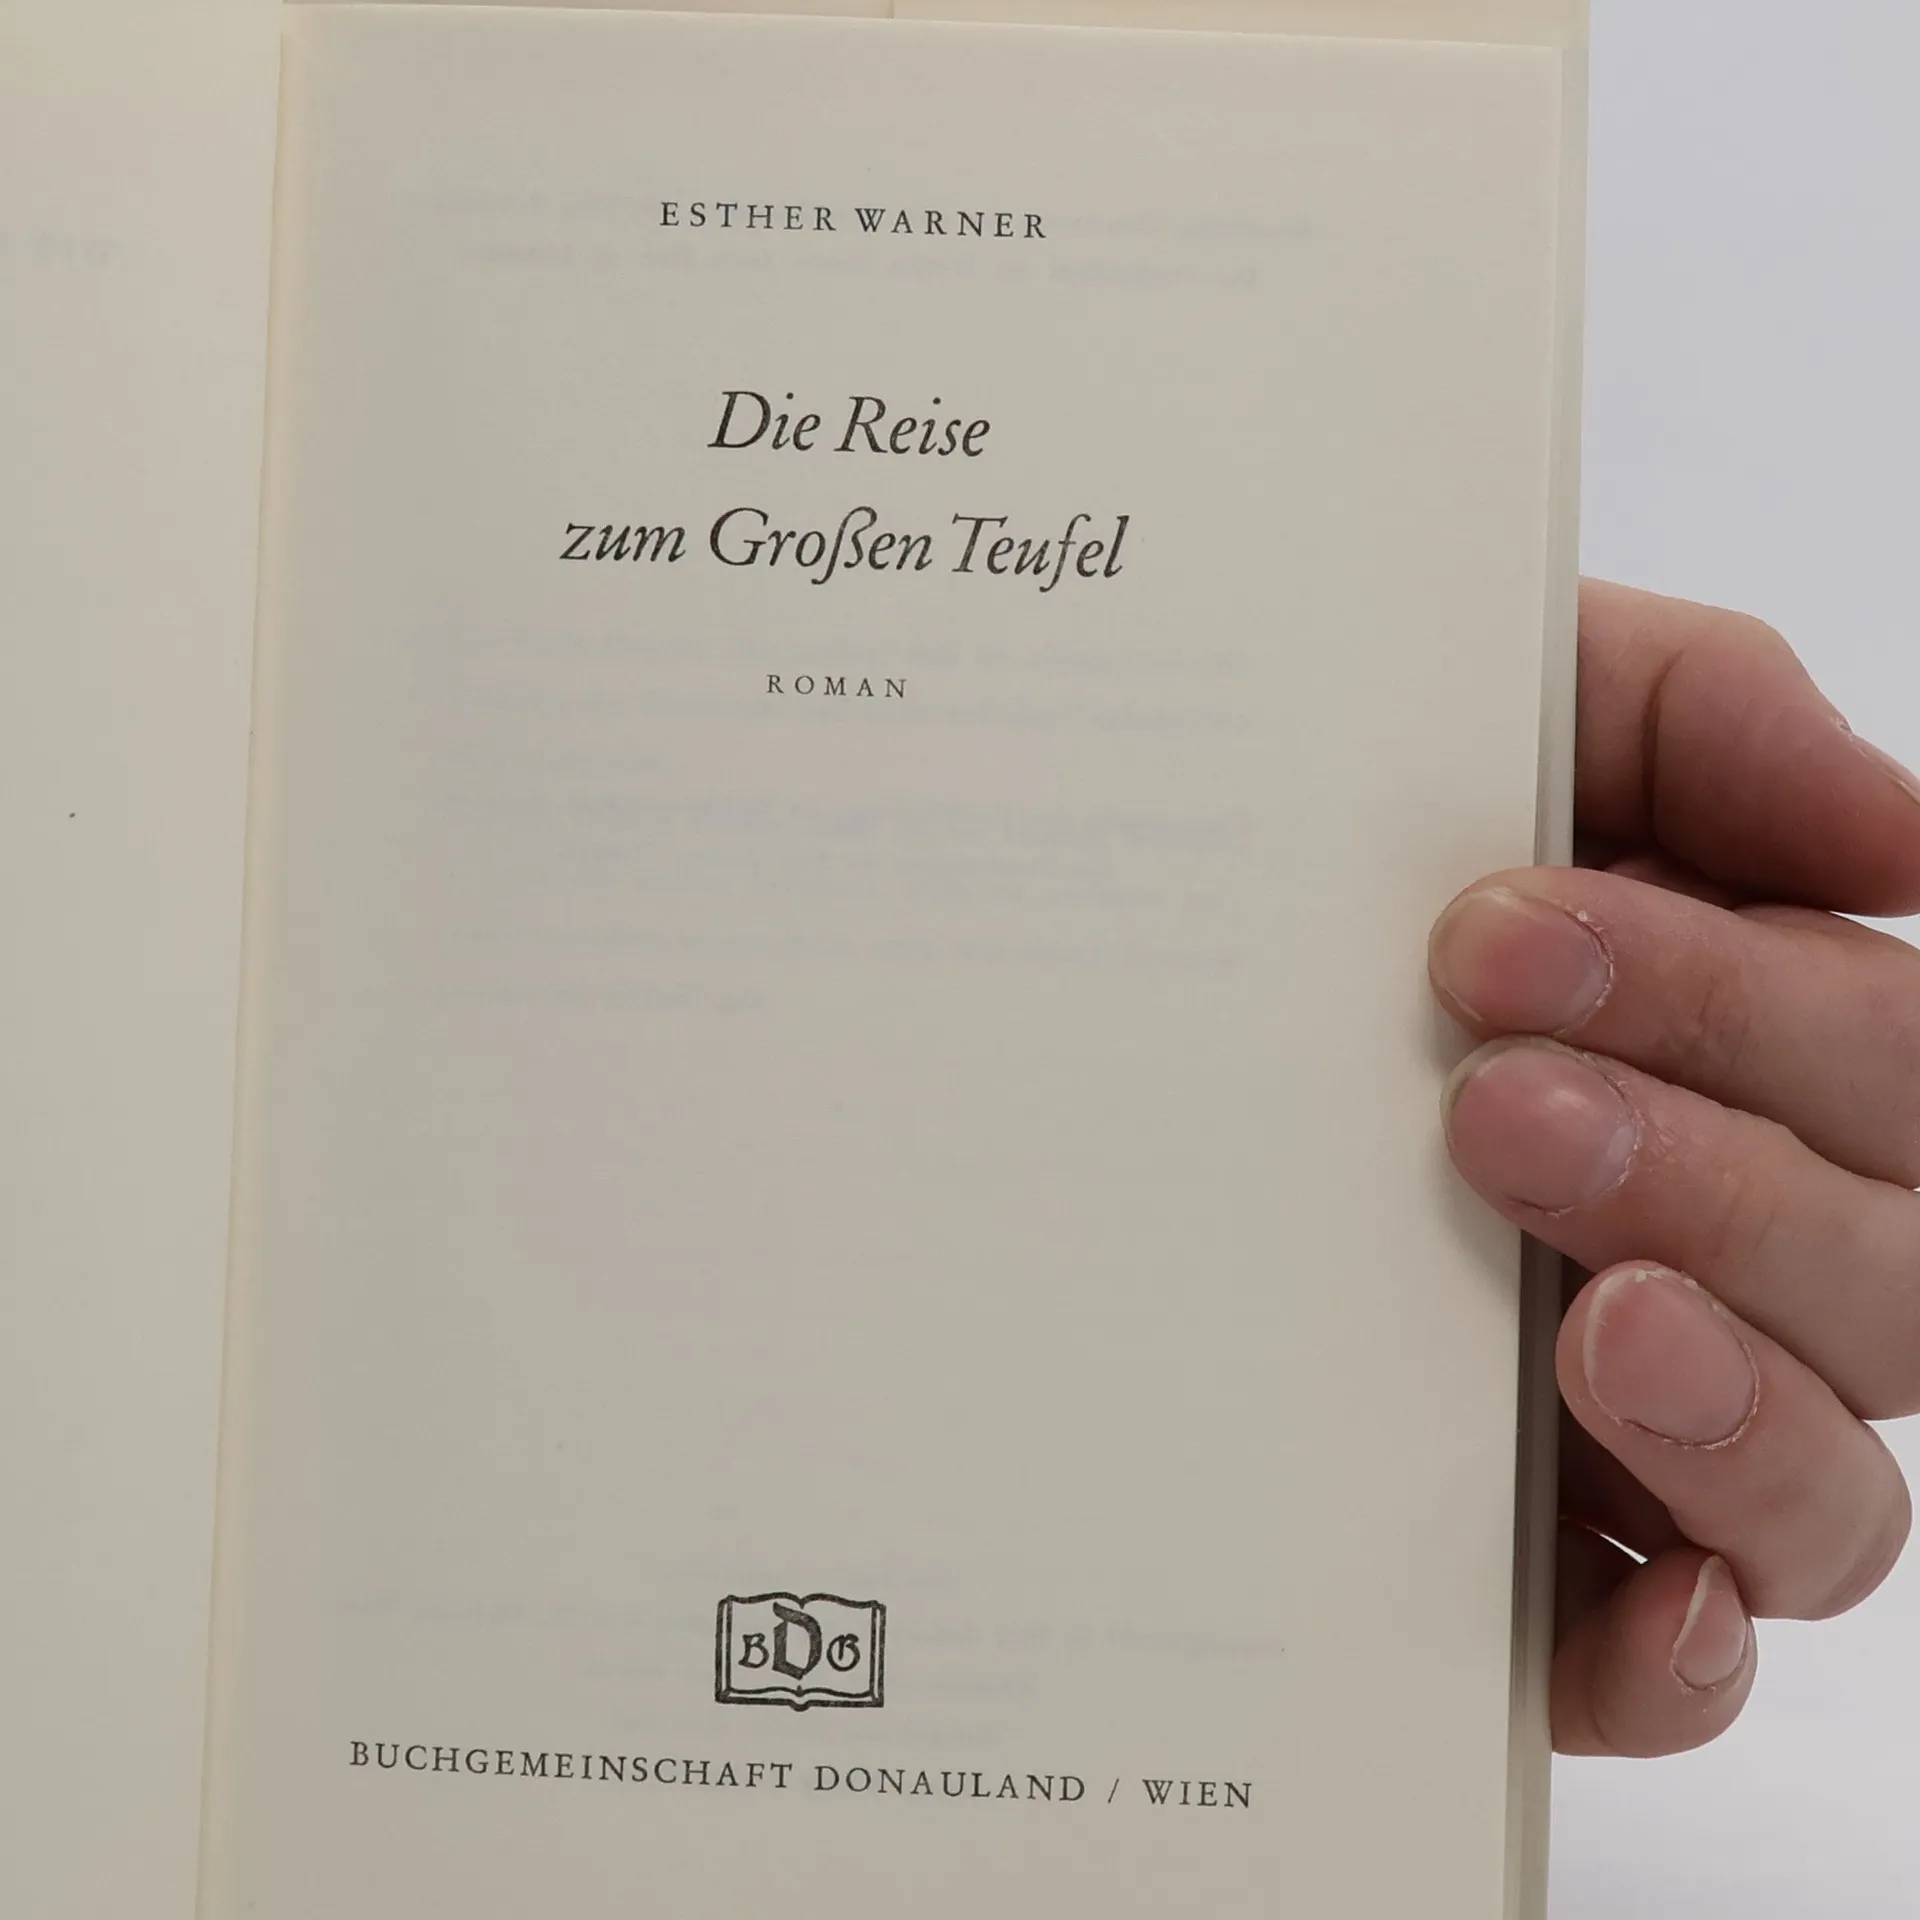 ESTHER WARNER
Die Reise
zum Großen Teufel
ROMAN
BDG
BUCHGEMEINSCHAFT DONAULAND / WIEN